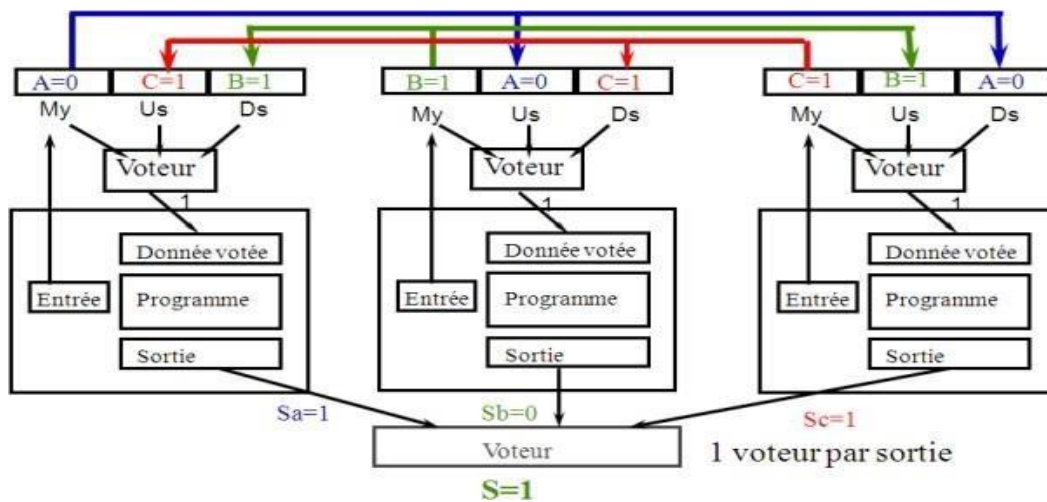 A=0 C=1 B=1 B=1 A=0 C=1 C=1 B=1 A=0
My Us Ds My Us Ds My Us Ds
Voteur Voteur Voteur
1 1 1
Donnée votée Donnée votée Donnée votée
Entrée Programme Entrée Programme Entrée Programme
Sortie Sortie Sortie
Sa=1 Sb=0 Sc=1
Voteur 1 voteur par sortie
S=1